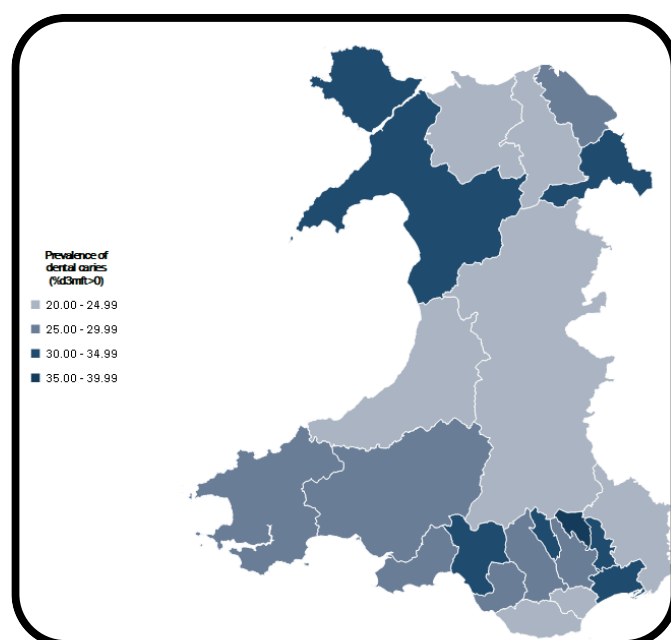 Prevalence of
dental caries
(%d3mft>0)
20.00 - 24.99
25.00 - 29.99
30.00 - 34.99
35.00 - 39.99